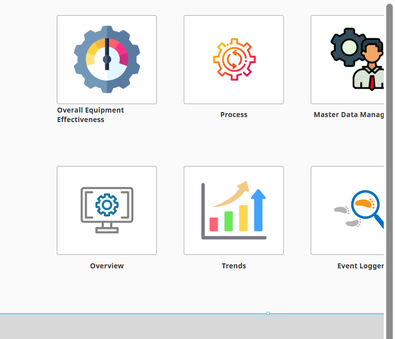 Overall Equipment
Effectiveness
Process
Master Data Manag
Overview
Trends
Event Logger